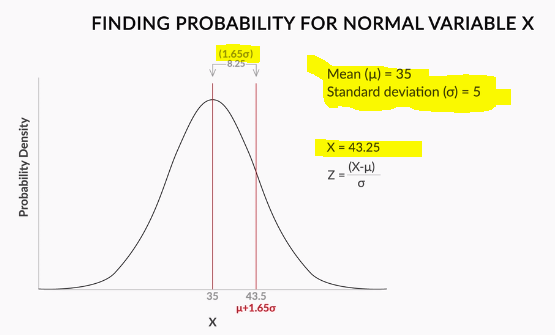 FINDING PROBABILITY FOR NORMAL VARIABLE X
(1.65σ)
8.25
Mean (μ) = 35
Standard deviation (σ) = 5
X = 43.25
Z = (X-μ)
σ
Probability Density
35 43.5
μ+1.65σ
X